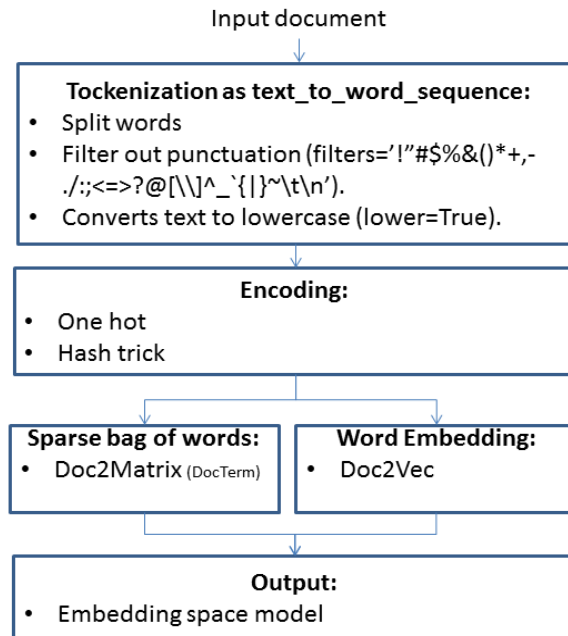 Input document
Tockenization as text_to_word_sequence:
• Split words
• Filter out punctuation (filters='!”#$%&()*+,-
./:;<=>?@[\\]^_`{|}~\t\n’).
• Converts text to lowercase (lower=True).
Encoding:
• One hot
• Hash trick
Sparse bag of words:
• Doc2Matrix (DocTerm)
Word Embedding:
• Doc2Vec
Output:
• Embedding space model